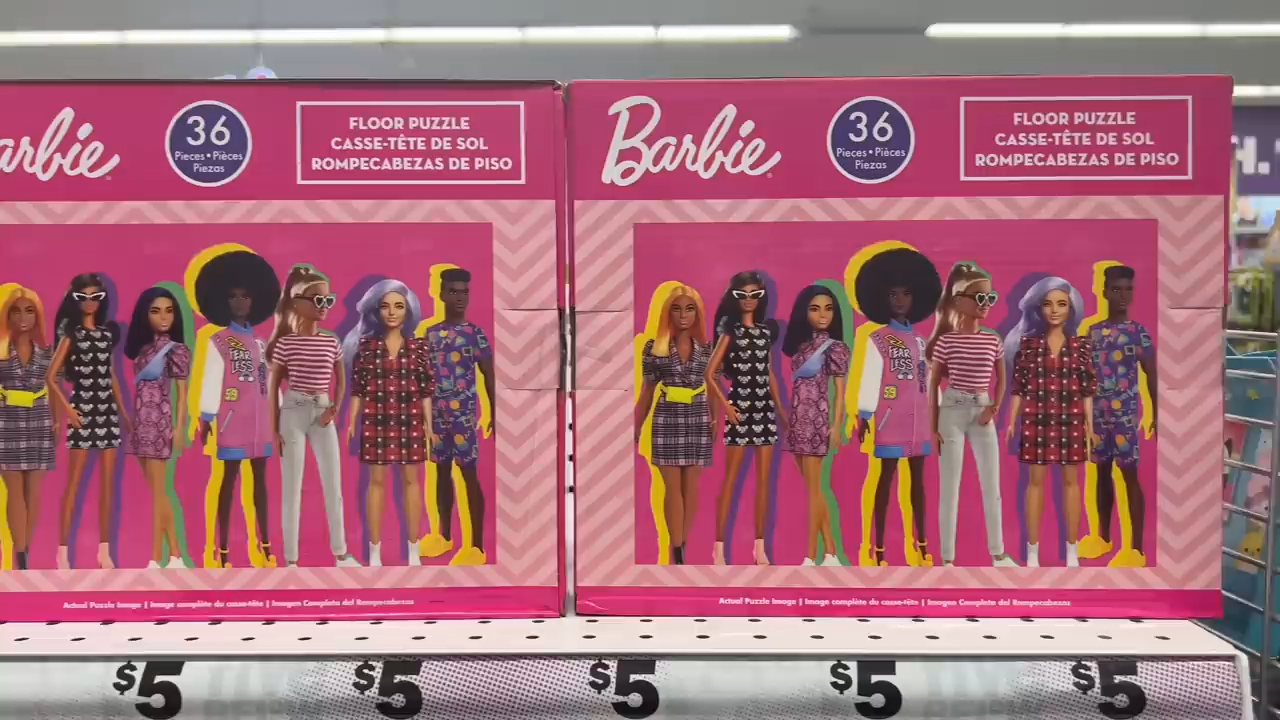 arbie
36
Pieces • Pièces
Piezas
FLOOR PUZZLE
CASSE-TÊTE DE SOL
ROMPECABEZAS DE PISO
FEAR
LESS
59
Actual Puzzle Image | Image complète du casse-tête | Imagen Completa del Rompecabezas
Barbie
36
Pieces • Pièces
Piezas
FLOOR PUZZLE
CASSE-TÊTE DE SOL
ROMPECABEZAS DE PISO
FEAR
LESS
59
Actual Puzzle Image | Image complète du casse-tête | Imagen Completa del Rompecabezas
H.
$5
$5
$5
$5
$5